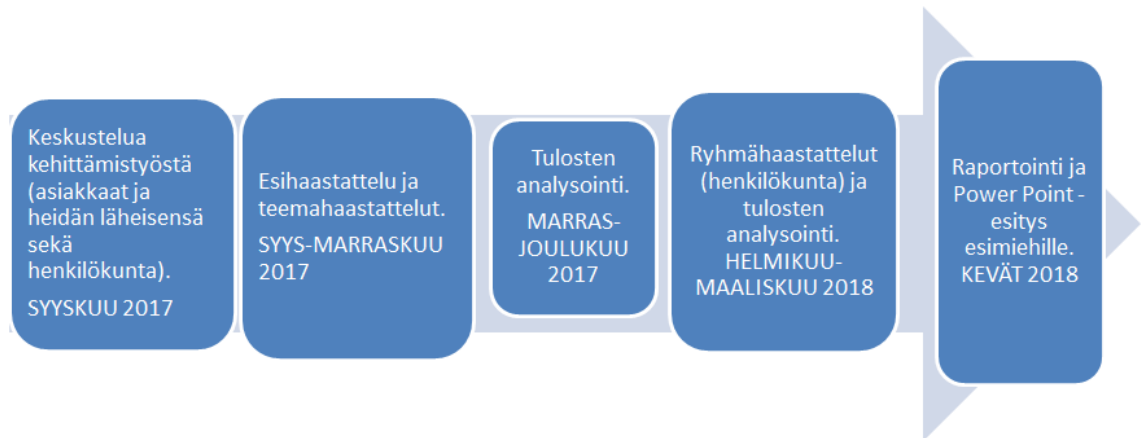 Keskustelua
kehittämistyöstä
(asiakkaat ja
heidän läheisensä
sekä
henkilökunta).
SYYSKUU 2017
Esihaastattelu ja
teemahaastattelut.
SYYS-MARRASKUU
2017
Tulosten
analysointi.
MARRAS-
JOULUKUU
2017
Ryhmähaastattelut
(henkilökunta) ja
tulosten
analysointi.
HELMIKUU-
MAALISKUU 2018
Raportointi ja
Power Point -
esitys
esimiehille.
KEVÄT 2018